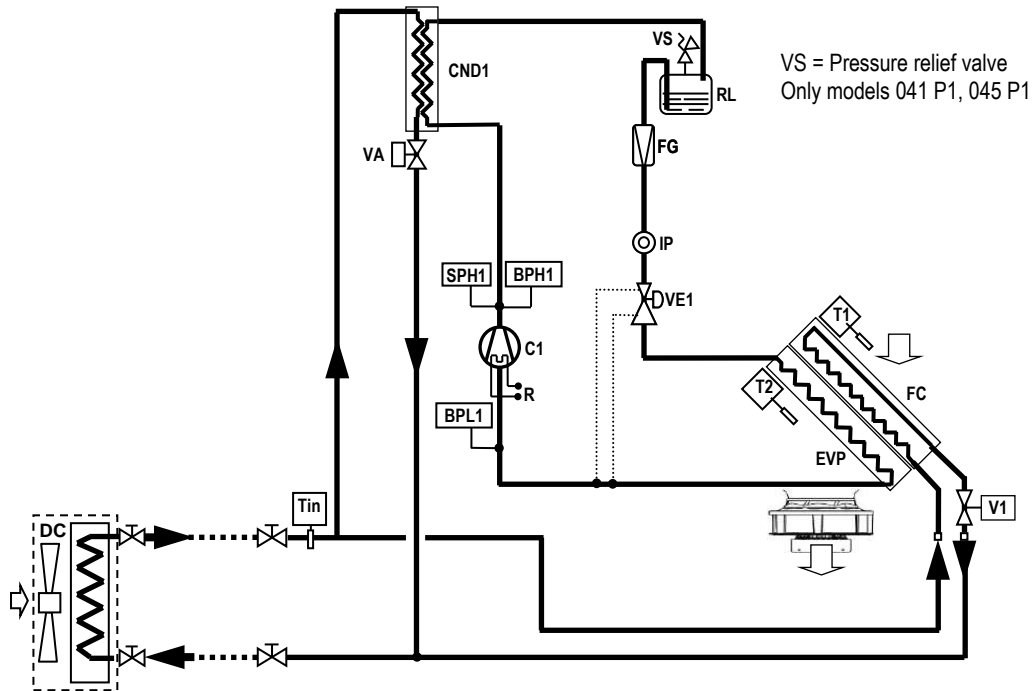 VS
VS = Pressure relief valve
Only models 041 P1, 045 P1
CND1
RL
VA
FG
IP
SPH1
BPH1
VE1
T1
C1
FC
T2
R
BPL1
EVP
Tin
V1
DC